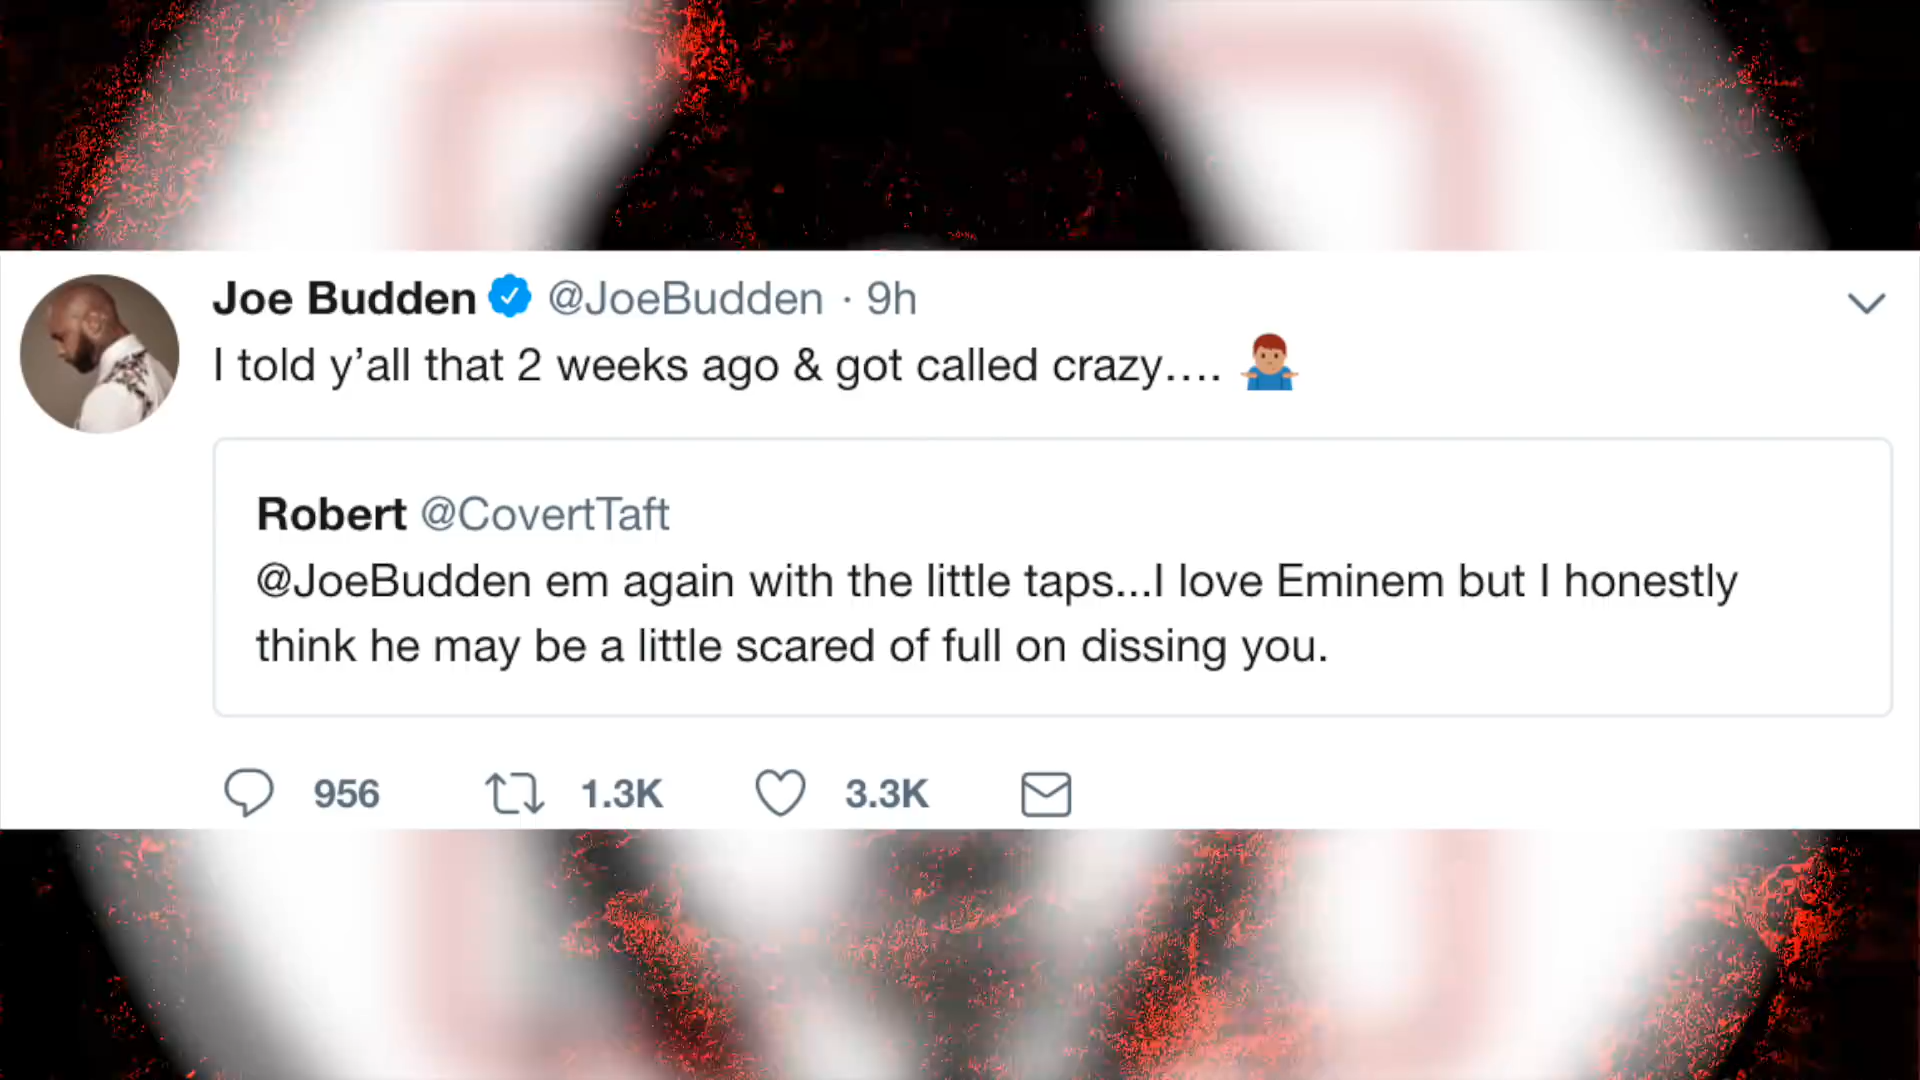 Joe Budden @JoeBudden · 9h
I told y’all that 2 weeks ago & got called crazy…. 🤷🏽‍♂️
Robert @CovertTaft
@JoeBudden em again with the little taps...I love Eminem but I honestly
think he may be a little scared of full on dissing you.
956 1.3K 3.3K